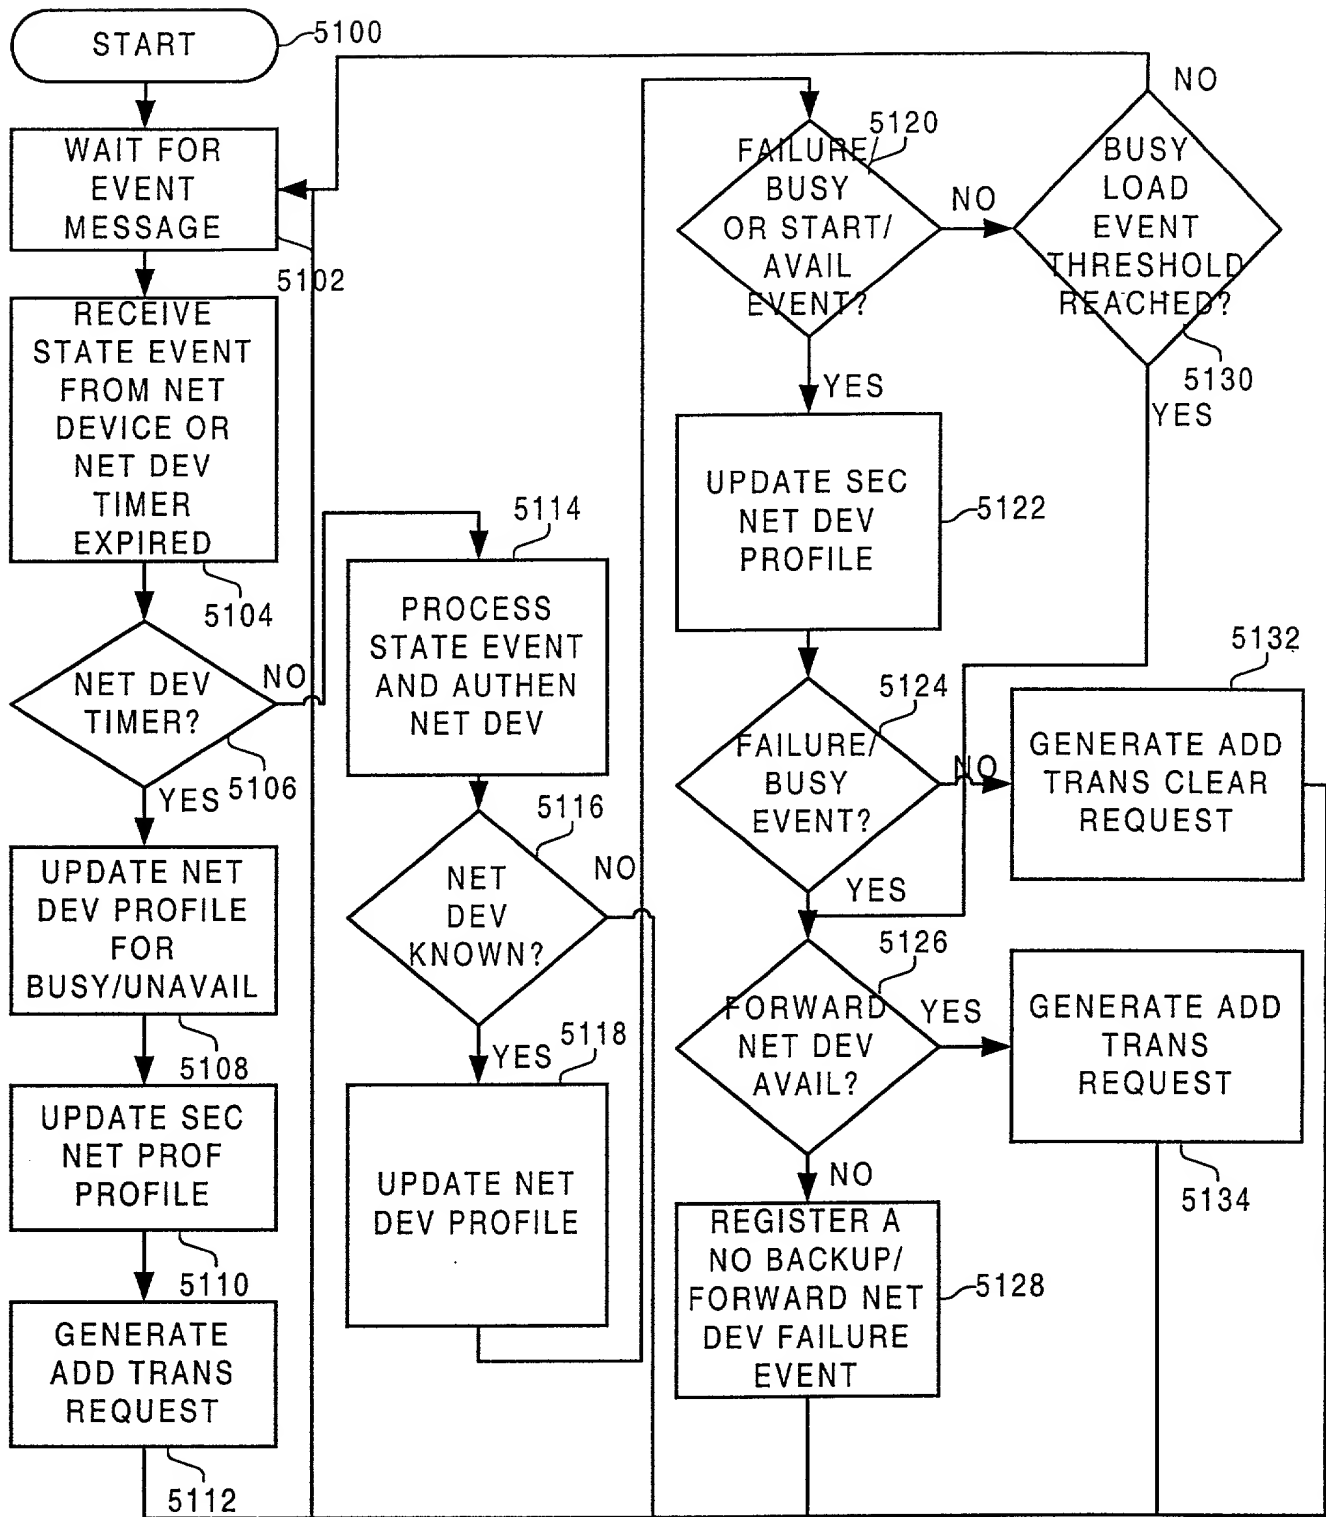 START
5100
WAIT FOR
EVENT
MESSAGE
5102
RECEIVE
STATE EVENT
FROM NET
DEVICE OR
NET DEV
TIMER
EXPIRED
5104
NET DEV
TIMER?
NO
5106
YES
UPDATE NET
DEV PROFILE
FOR
BUSY/UNAVAIL
5108
UPDATE SEC
NET PROF
PROFILE
5110
GENERATE
ADD TRANS
REQUEST
5112
5114
PROCESS
STATE EVENT
AND AUTHEN
NET DEV
5116
NET
DEV
KNOWN?
NO
YES
5118
UPDATE NET
DEV PROFILE
5120
FAILURE/
BUSY
OR START/
AVAIL
EVENT?
NO
YES
UPDATE SEC
NET DEV
PROFILE
5122
5124
FAILURE/
BUSY
EVENT?
NO
YES
5126
FORWARD
NET DEV
AVAIL?
YES
NO
REGISTER A
NO BACKUP/
FORWARD NET
DEV FAILURE
EVENT
5128
NO
BUSY
LOAD
EVENT
THRESHOLD
REACHED?
5130
YES
5132
GENERATE ADD
TRANS CLEAR
REQUEST
GENERATE ADD
TRANS
REQUEST
5134